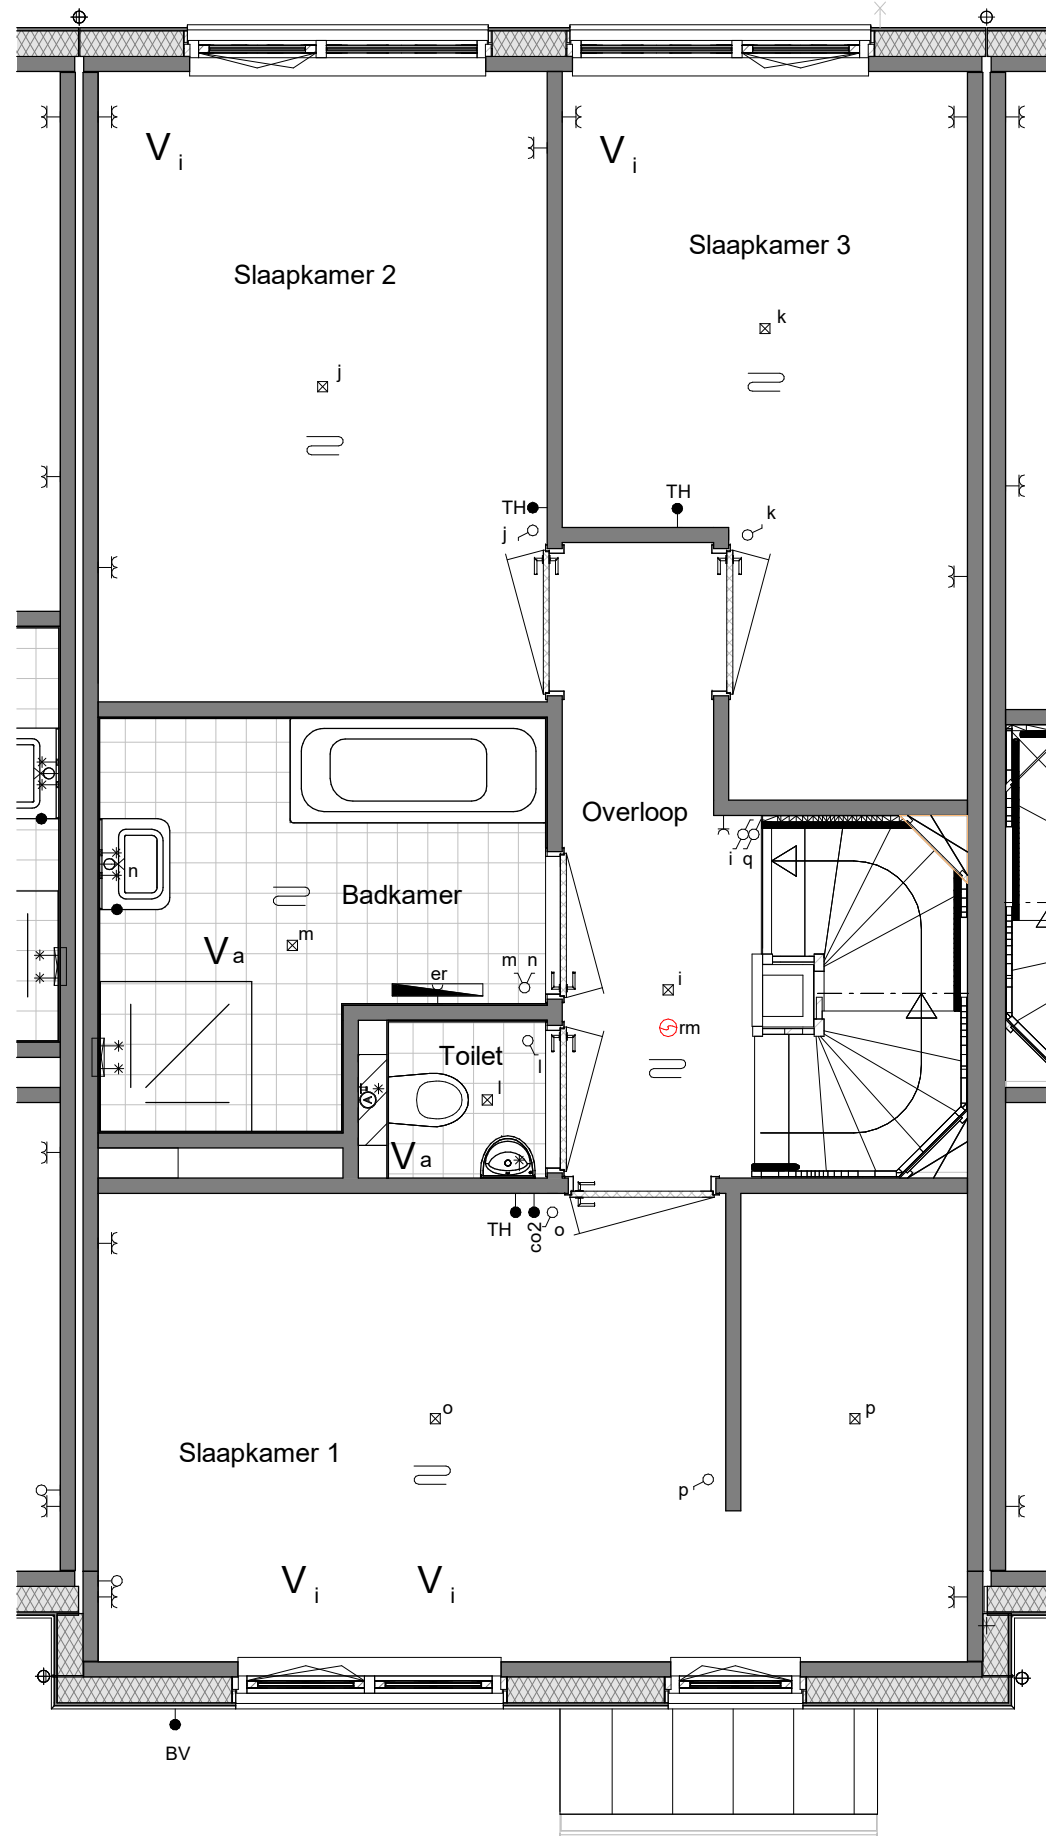 V i
V i
Slaapkamer 3
Slaapkamer 2
k
j
TH
TH
k
j
Overloop
i q
n
Badkamer
m
V a
m n
er
i
rm
Toilet
l
l
V a
TH
co2
o
o
p
Slaapkamer 1
p
V i
V i
BV